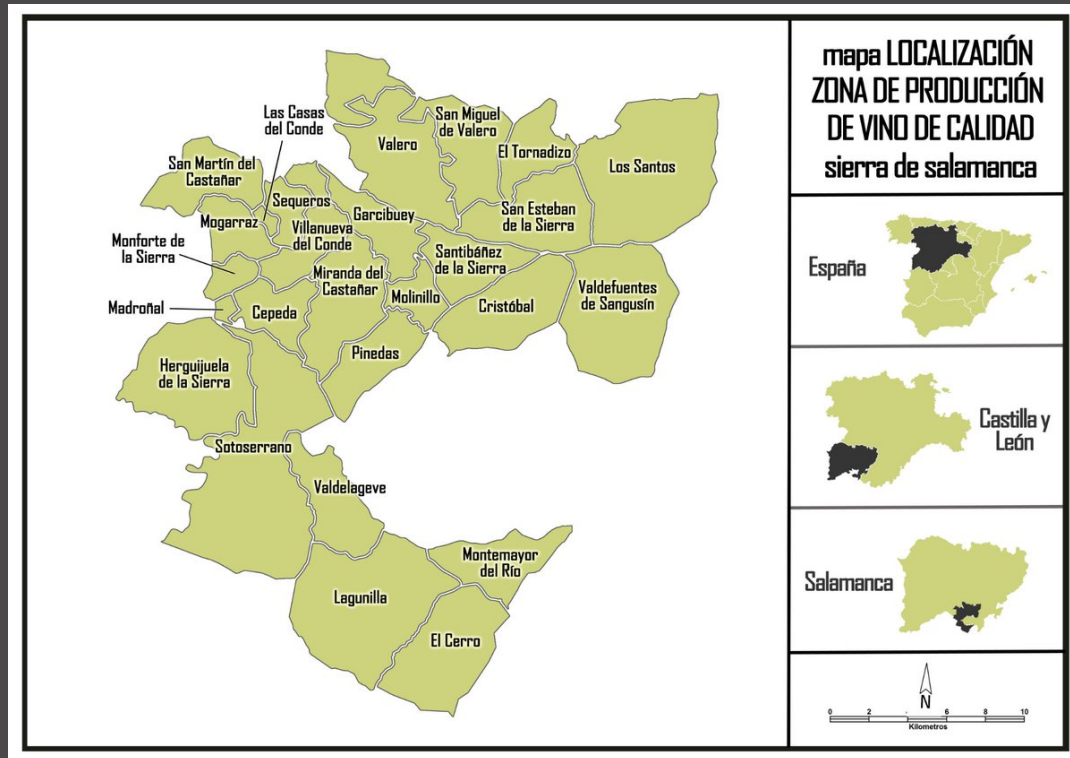 mapa LOCALIZACIÓN
ZONA DE PRODUCCIÓN
DE VINO DE CALIDAD
sierra de salamanca
Las Casas
del Conde
San Miguel
de Valero
Valero
El Tornadizo
Los Santos
San Martín del
Castañar
Sequeros
Mogarraz
Garcibuey
San Esteban
de la Sierra
Villanueva
del Conde
Monforte de
la Sierra
Santibáñez
de la Sierra
Miranda del
Castañar
Molinillo
Cristóbal
Valdefuentes
de Sangusín
Madroñal
Cepeda
Pinedas
Herguijuela
de la Sierra
Sotoserrano
Valdelageve
Montemayor
del Río
Lagunilla
El Cerro
España
Castilla y
León
Salamanca
N
0 2 6 8 10
Kilometros